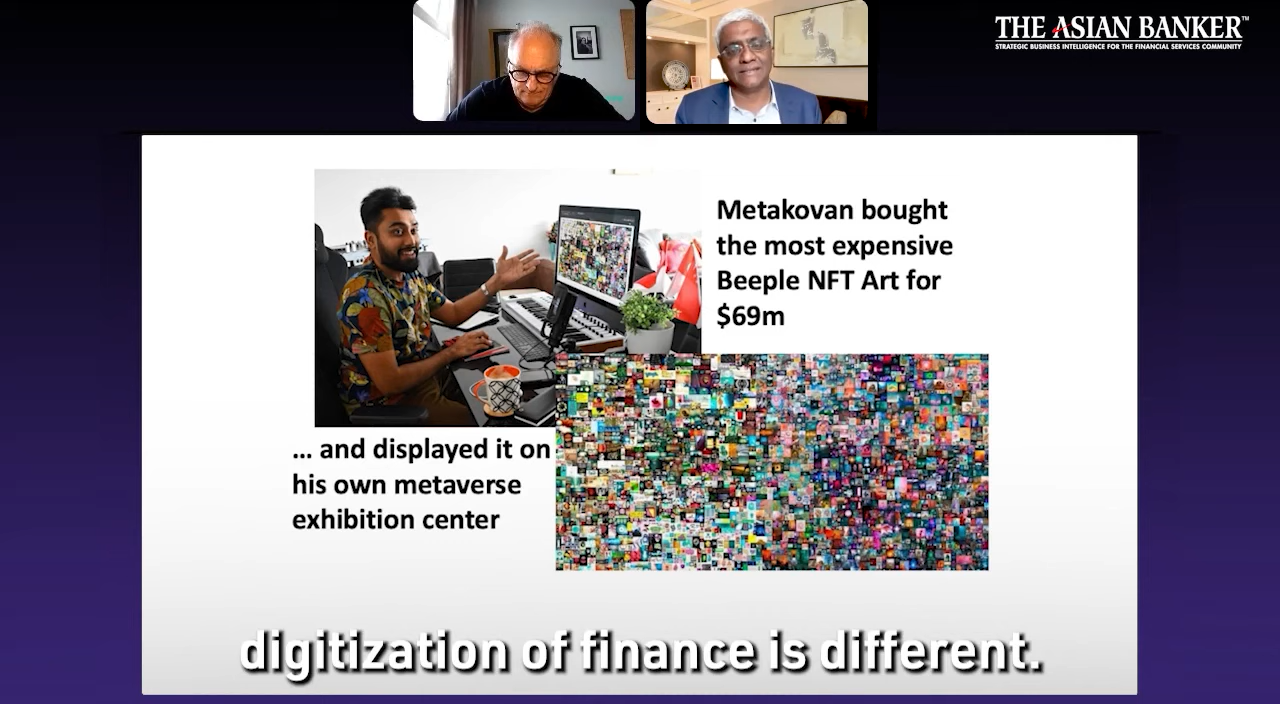 THE ASIAN BANKER™
STRATEGIC BUSINESS INTELLIGENCE FOR THE FINANCIAL SERVICES COMMUNITY
Metakovan bought
the most expensive
Beeple NFT Art for
$69m
... and displayed it on
his own metaverse
exhibition center
digitization of finance is different.